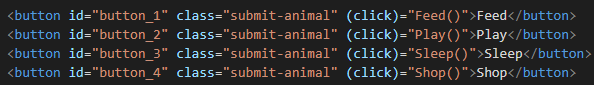 <button id="button_1" class="submit-animal" (click)="Feed()">Feed</button>
<button id="button_2" class="submit-animal" (click)="Play()">Play</button>
<button id="button_3" class="submit-animal" (click)="Sleep()">Sleep</button>
<button id="button_4" class="submit-animal" (click)="Shop()">Shop</button>